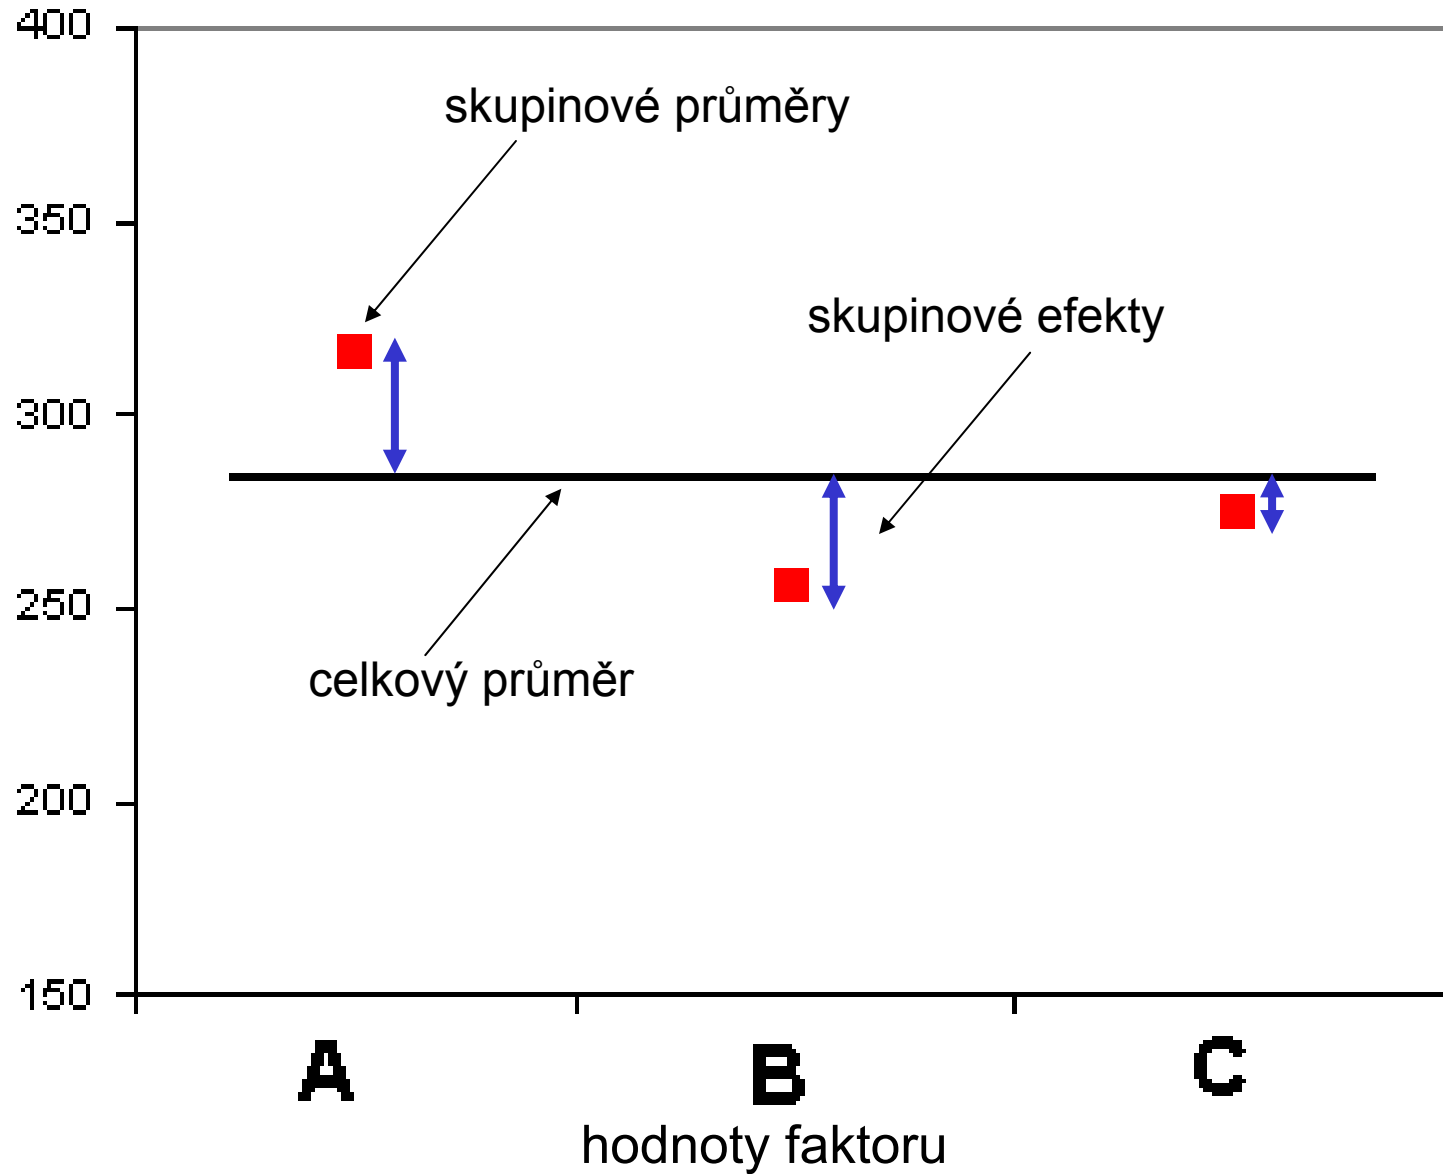 400
skupinové průměry
350
skupinové efekty
300
250
celkový průměr
200
150
A B C
hodnoty faktoru